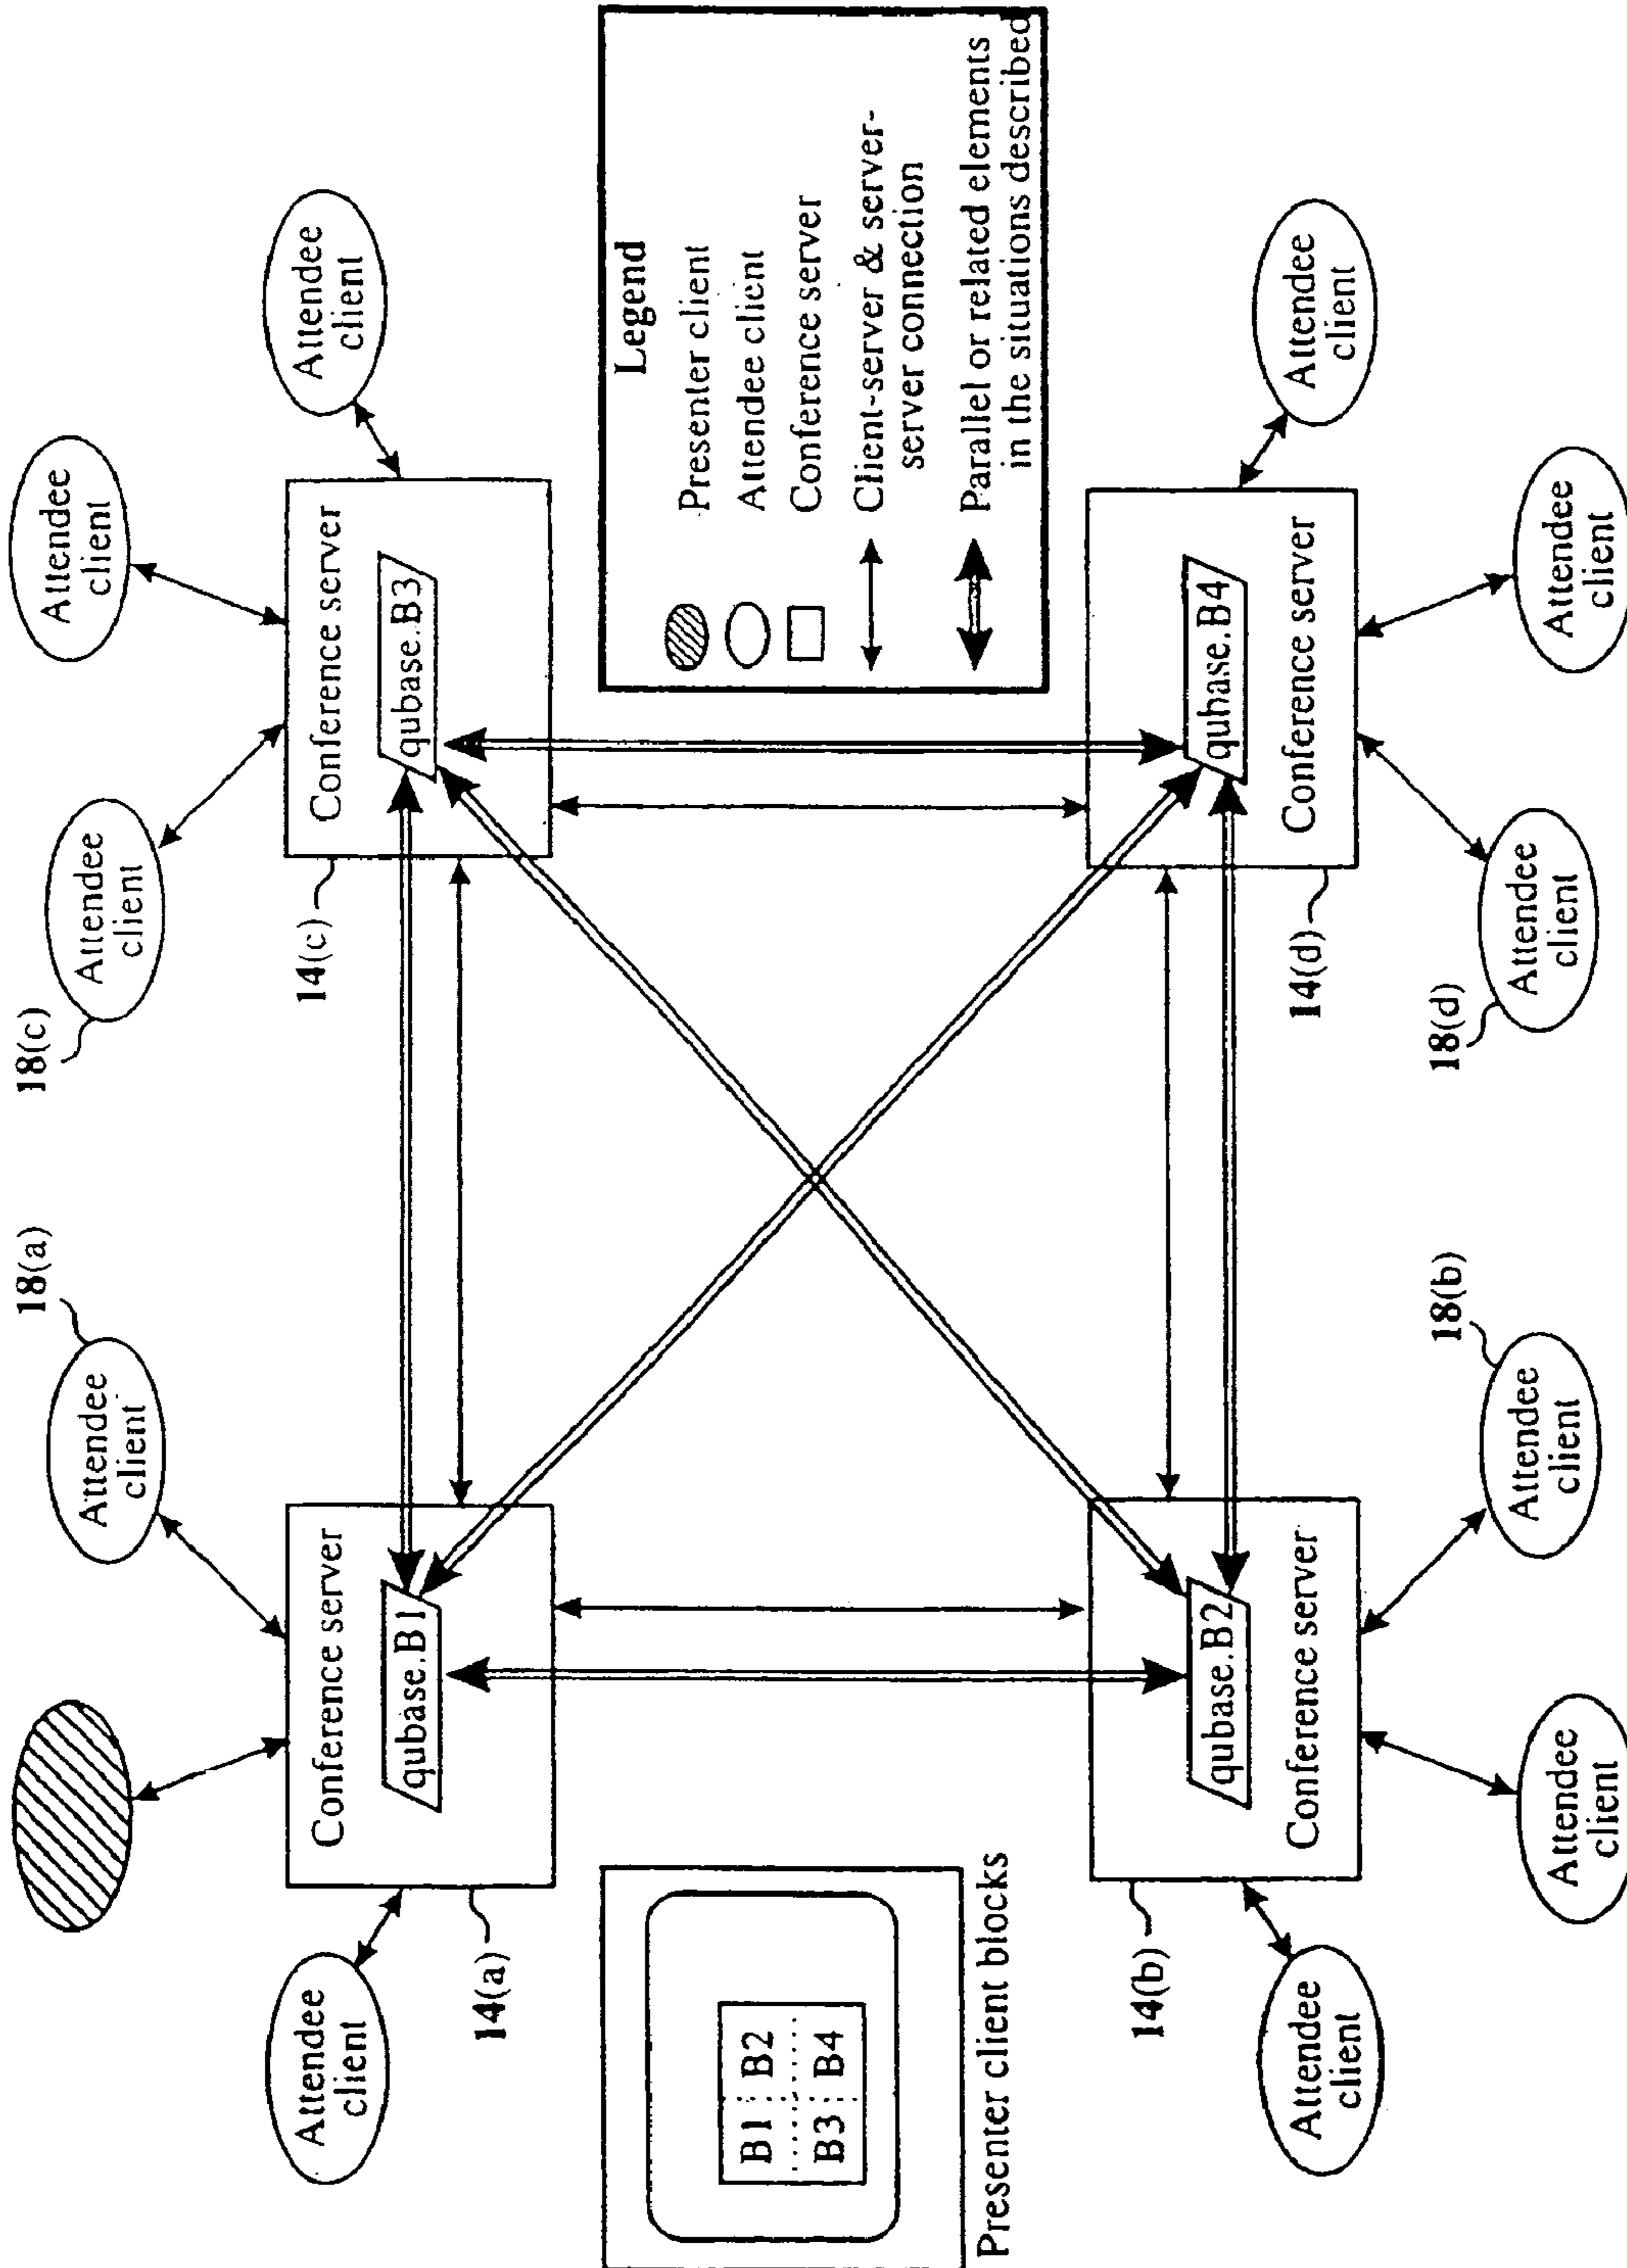 18(a)
18(c)
Attendee
client
Attendee
client
Attendee
client
Attendee
client
Attendee
client
Conference server
qubase.B1
14(a)
Conference server
qubase.B3
14(c)
B1 B2
B3 B4
Presenter client blocks
Legend
Presenter client
Attendee client
Conference server
Client-server & server-
server connection
Parallel or related elements
in the situations described
14(b)
qubase.B2
Conference server
14(d)
qubase.B4
Conference server
Attendee
client
Attendee
client
18(b)
Attendee
client
18(d)
Attendee
client
Attendee
client
Attendee
client